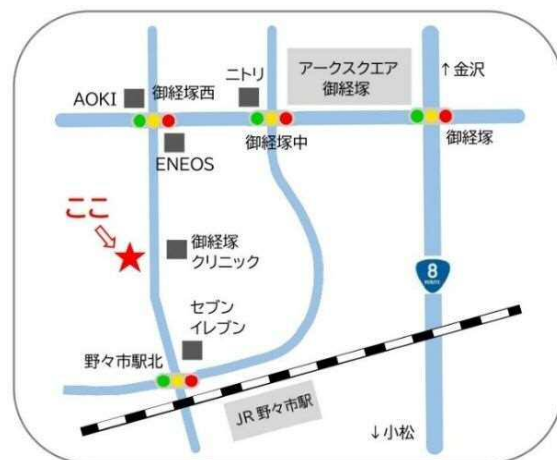 アークスクエア
御経塚
↑金沢
ニトリ
AOKI
御経塚西
御経塚中
御経塚
ENEOS
ここ
御経塚
クリニック
8
ROUTE
セブン
イレブン
野々市駅北
JR 野々市駅
↓小松